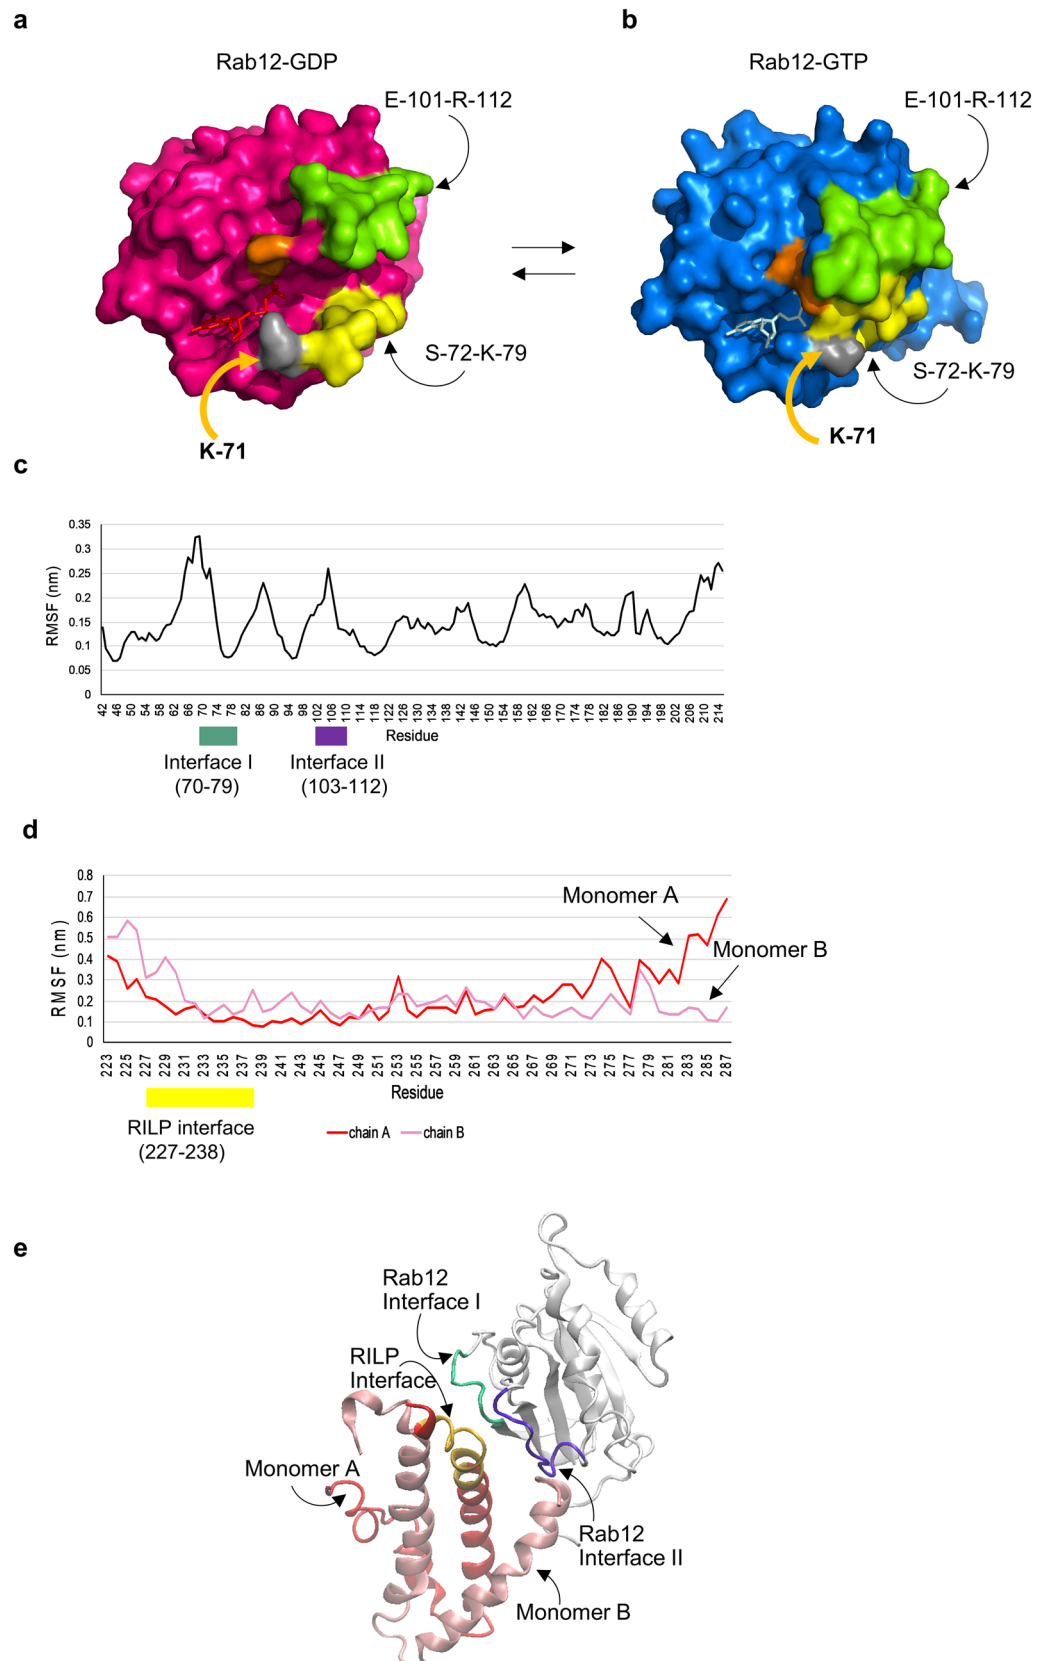 a
b
Rab12-GDP
Rab12-GTP
E-101-R-112
E-101-R-112
S-72-K-79
S-72-K-79
K-71
K-71
c
RMSF (nm)
0.35
0.3
0.25
0.2
0.15
0.1
0.05
0
42 46 50 54 58 62 66 70 74 78 82 86 90 94 98 102 106 110 114 118 122 126 130 134 138 142 146 150 154 158 162 166 170 174 178 182 186 190 194 198 202 206 210 214
Residue
Interface I
(70-79)
Interface II
(103-112)
d
RMSF (nm)
0.8
0.7
0.6
0.5
0.4
0.3
0.2
0.1
0
Monomer A
Monomer B
223 225 227 229 231 233 235 237 239 241 243 245 247 249 251 253 255 257 259 261 263 265 267 269 271 273 275 277 279 281 283 285 287
Residue
RILP interface
(227-238)
chain A
chain B
e
Rab12
Interface I
RILP
Interface
Monomer A
Rab12
Interface II
Monomer B